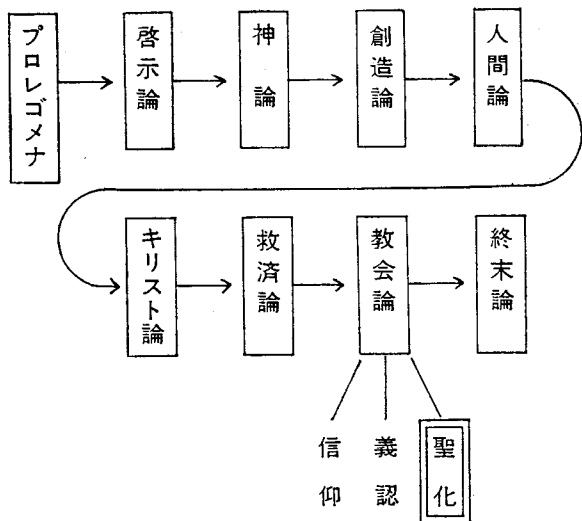 プロレゴメナ
啓示論
神論
創造論
人間論
キリスト論
救済論
教会論
終末論
信仰
義認
聖化